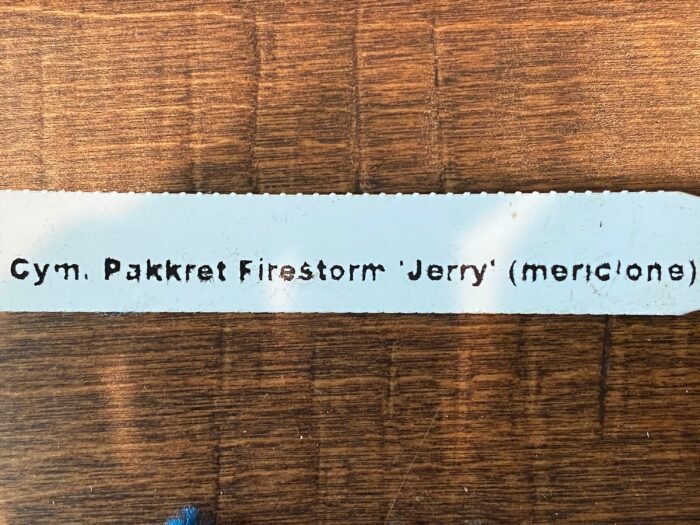 Cym. Pakkret Firestorm 'Jerry' (mericlone)